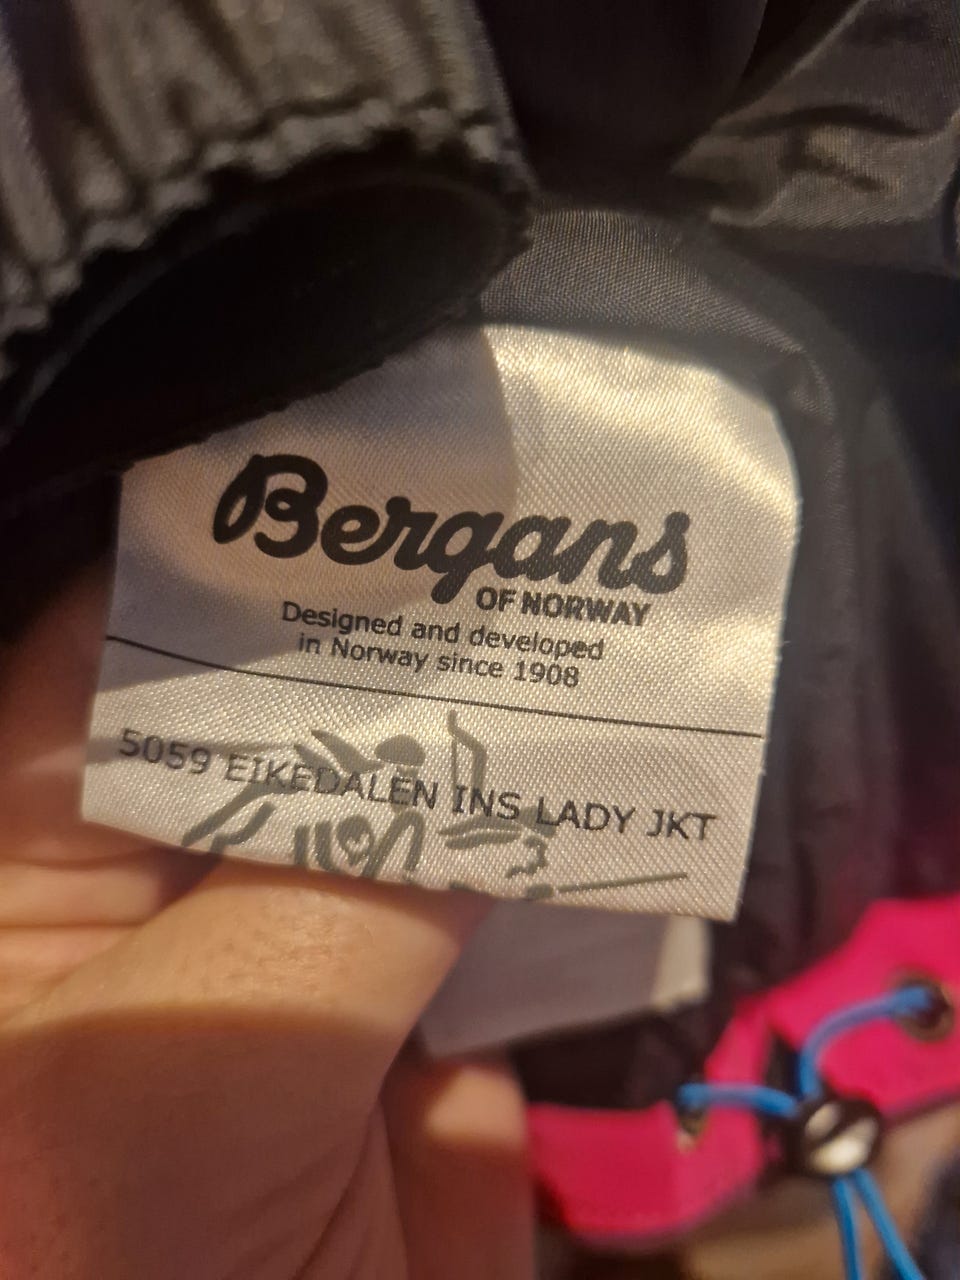 Bergans
OF NORWAY
Designed and developed
in Norway since 1908
5059 EIKEDALEN INS LADY JKT